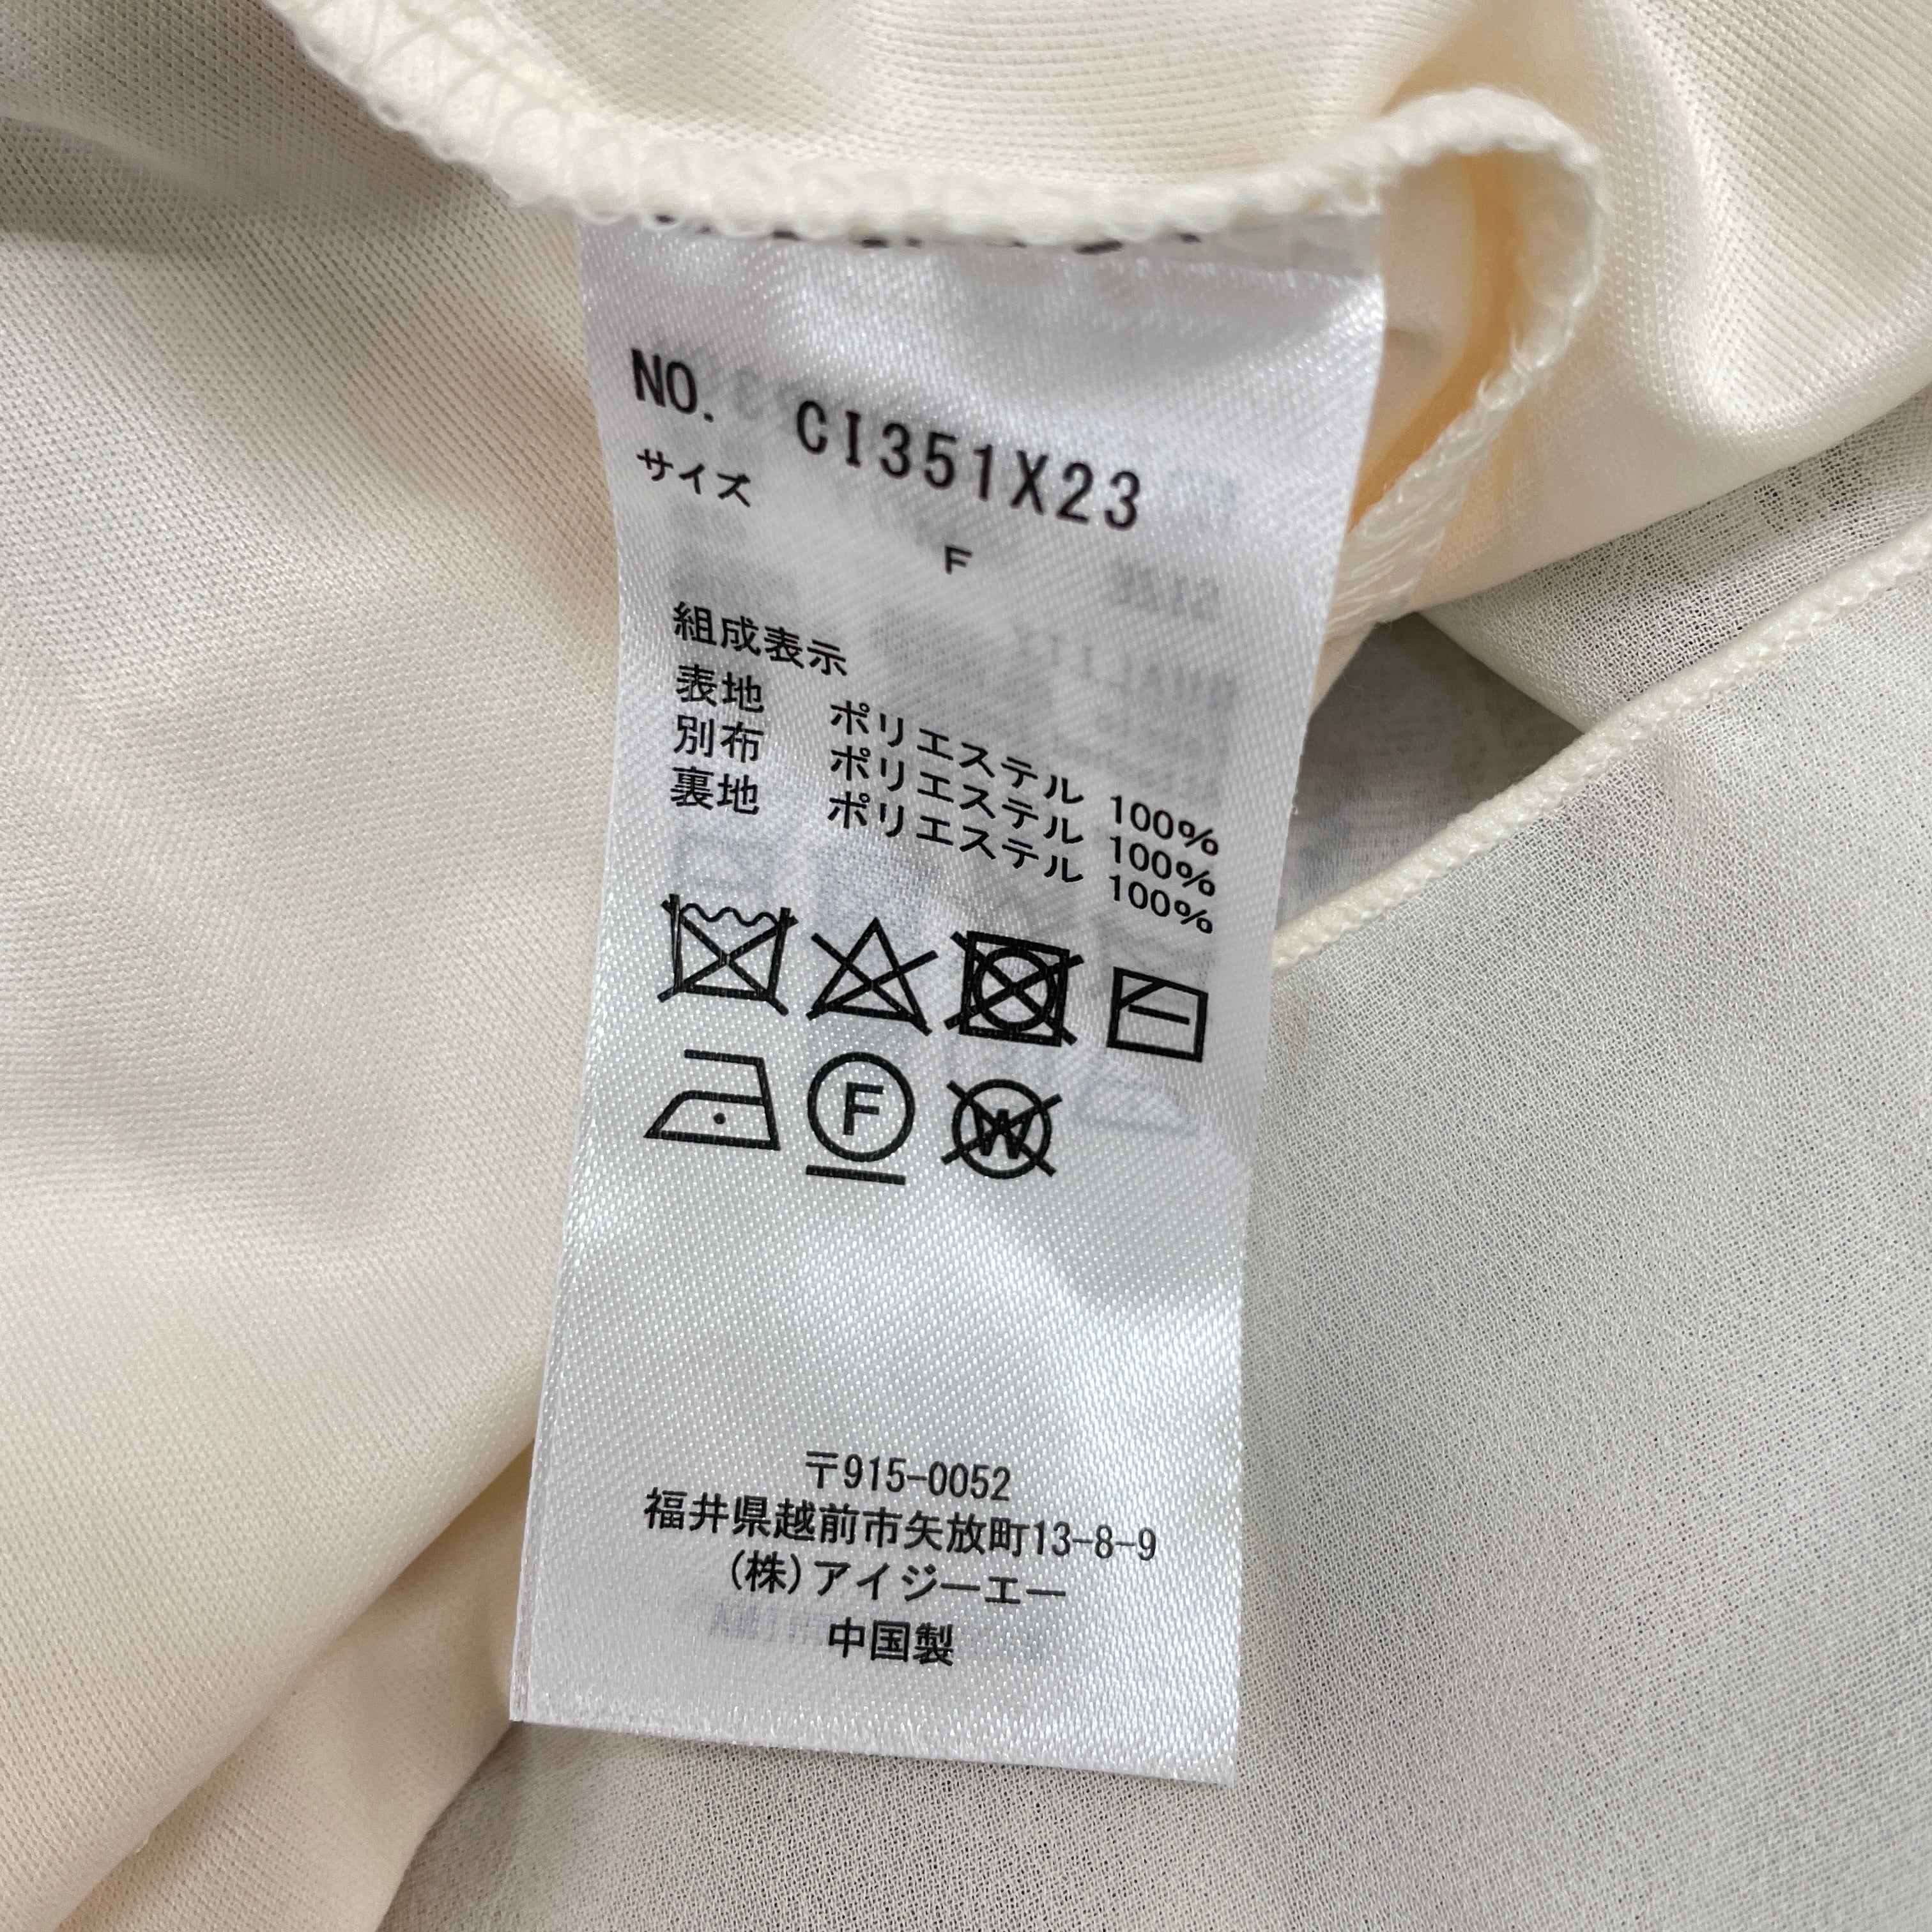 NO. CI351X23
サイズ
F
組成表示
表地 ポリエステル 100%
別布 ポリエステル 100%
裏地 ポリエステル 100%
F
W
〒915-0052
福井県越前市矢放町13-8-9
(株)アイジーエー
中国製